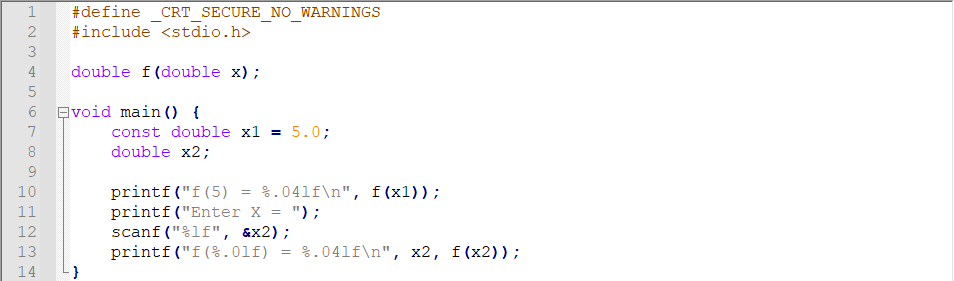 1 #define _CRT_SECURE_NO_WARNINGS
2 #include <stdio.h>
3
4 double f(double x);
5
6 void main() {
7     const double x1 = 5.0;
8     double x2;
9
10     printf("f(5) = %.04lf\n", f(x1));
11     printf("Enter X = ");
12     scanf("%lf", &x2);
13     printf("f(%.0lf) = %.04lf\n", x2, f(x2));
14 }